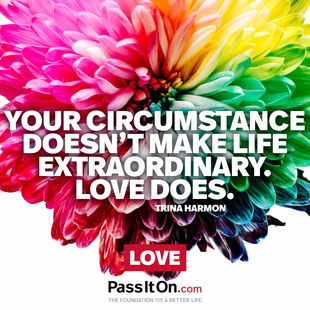 YOUR CIRCUMSTANCE
DOESN'T MAKE LIFE
EXTRAORDINARY.
LOVE DOES.
TRINA HARMON
LOVE
PassItOn.com
THE FOUNDATION FOR A BETTER LIFE.